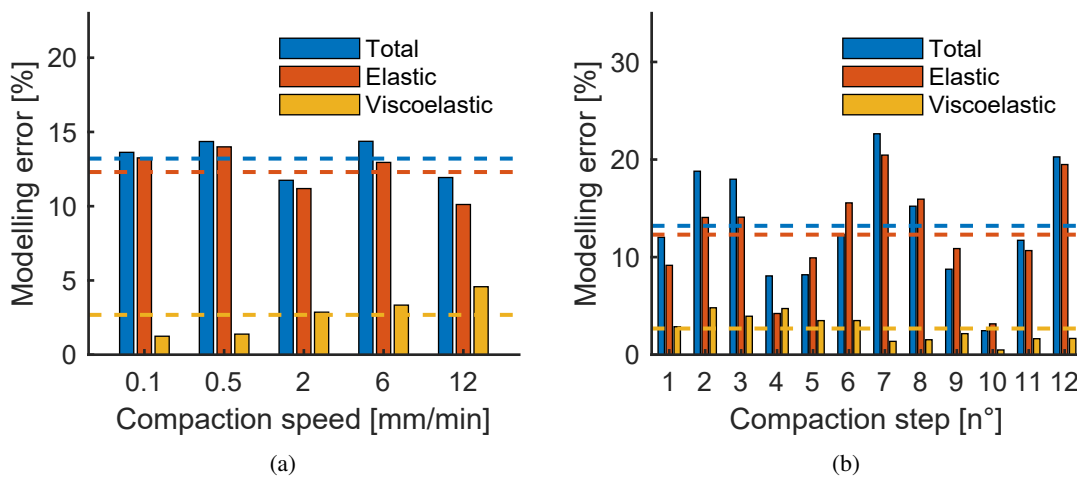 Modelling error [%]
20
15
10
5
0
Total
Elastic
Viscoelastic
0.1 0.5 2 6 12
Compaction speed [mm/min]
(a)
Modelling error [%]
30
20
10
0
Total
Elastic
Viscoelastic
1 2 3 4 5 6 7 8 9 10 11 12
Compaction step [n°]
(b)